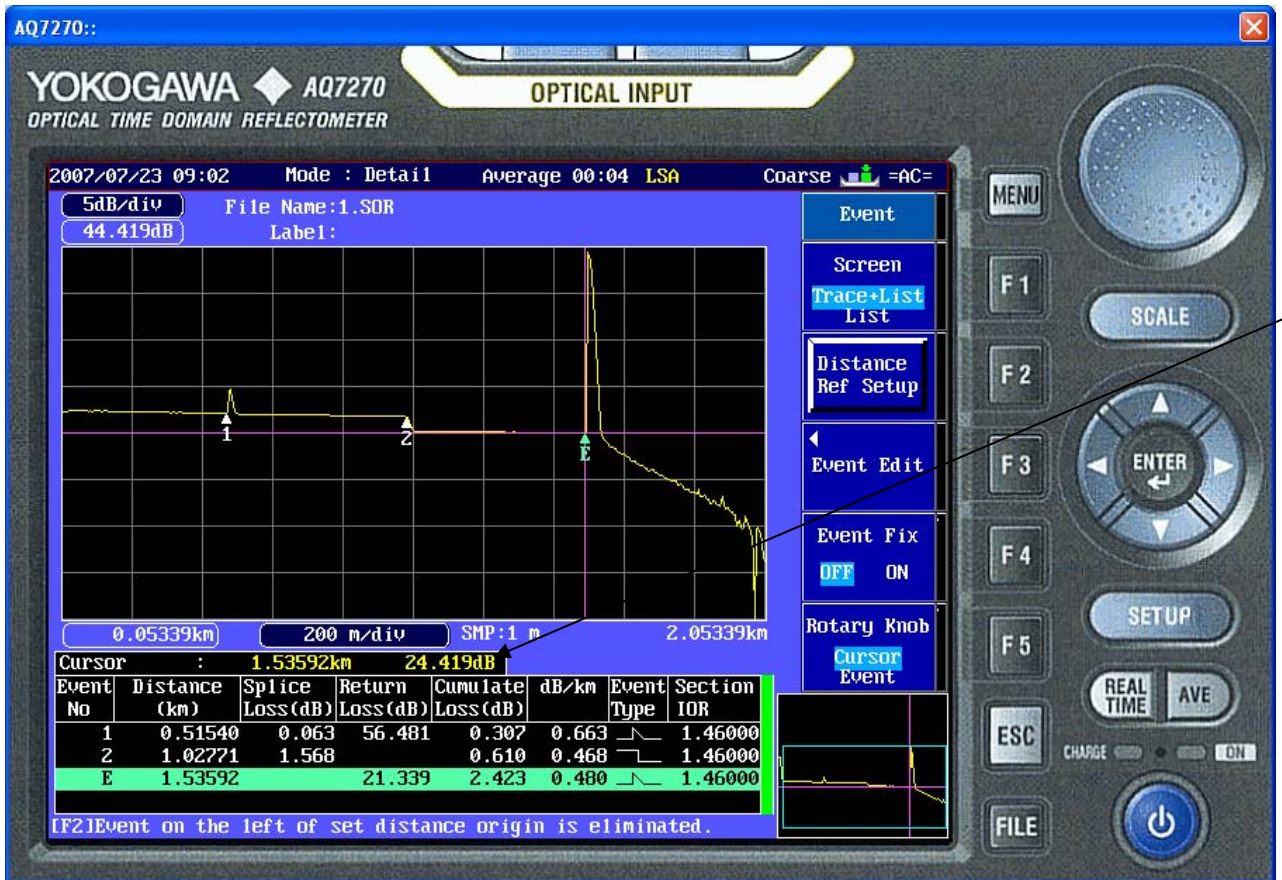 AQ7270::
YOKOGAWA AQ7270
OPTICAL TIME DOMAIN REFLECTOMETER
OPTICAL INPUT
2007/07/23 09:02 Mode : Detail Average 00:04 LSA Coarse =AC=
5dB/div File Name:1.SOR
44.419dB Label:
1
2
E
0.05339km 200 m/div SMP:1 m 2.05339km
Cursor : 1.53592km 24.419dB
Event Distance Splice Return Cumulate dB/km Event Section
No (km) Loss(dB) Loss(dB) Loss(dB) Type IOR
1 0.51540 0.063 56.481 0.307 0.663 1.46000
2 1.02771 1.568 0.610 0.468 1.46000
E 1.53592 21.339 2.423 0.480 1.46000
[F2]Event on the left of set distance origin is eliminated.
Event
Screen
Trace+List
List
Distance
Ref Setup
Event Edit
Event Fix
OFF ON
Rotary Knob
Cursor
Event
MENU
F 1
F 2
F 3
F 4
F 5
ESC
FILE
SCALE
ENTER
SETUP
REAL
TIME
AVE
CHARGE ON